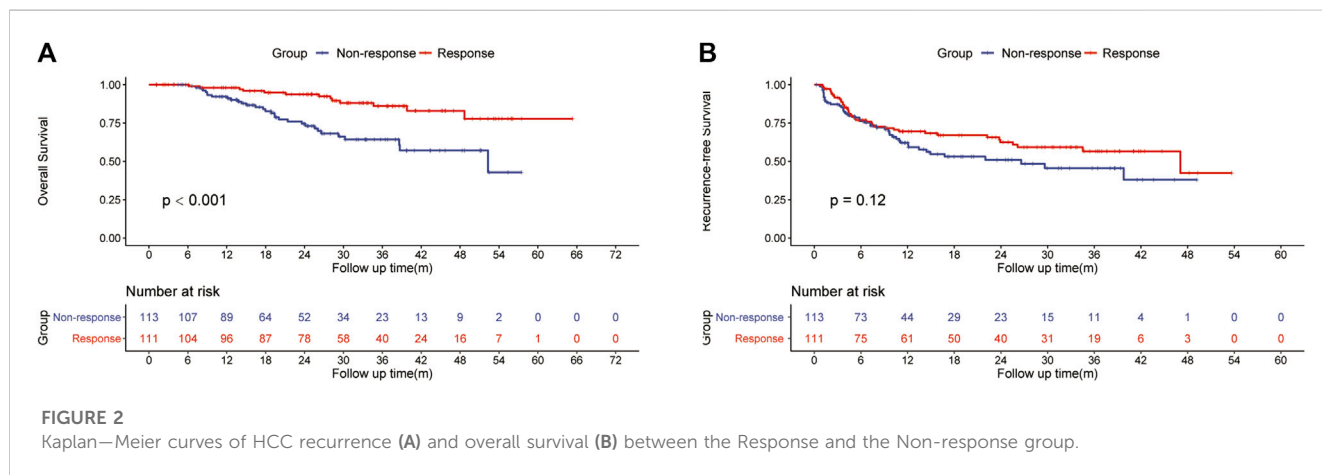 A
Group Non-response Response
Overall Survival
1.00
0.75
0.50
0.25
0.00
p < 0.001
0 6 12 18 24 30 36 42 48 54 60 66 72
Follow up time(m)
Number at risk
Group
Non-response 113 107 89 64 52 34 23 13 9 2 0 0 0
Response 111 104 96 87 78 58 40 24 16 7 1 0 0
0 6 12 18 24 30 36 42 48 54 60 66 72
Follow up time(m)
B
Group Non-response Response
Recurrence-free Survival
1.00
0.75
0.50
0.25
0.00
p = 0.12
0 6 12 18 24 30 36 42 48 54 60
Follow up time(m)
Number at risk
Group
Non-response 113 73 44 29 23 15 11 4 1 0 0
Response 111 75 61 50 40 31 19 6 3 0 0
0 6 12 18 24 30 36 42 48 54 60
Follow up time(m)
FIGURE 2
Kaplan—Meier curves of HCC recurrence (A) and overall survival (B) between the Response and the Non-response group.